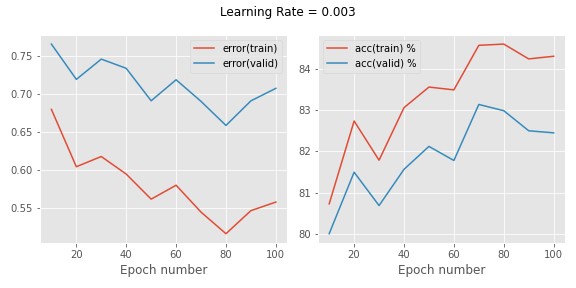 Learning Rate = 0.003
error(train)
error(valid)
0.75
0.70
0.65
0.60
0.55
20 40 60 80 100
Epoch number
acc(train) %
acc(valid) %
84
83
82
81
80
20 40 60 80 100
Epoch number